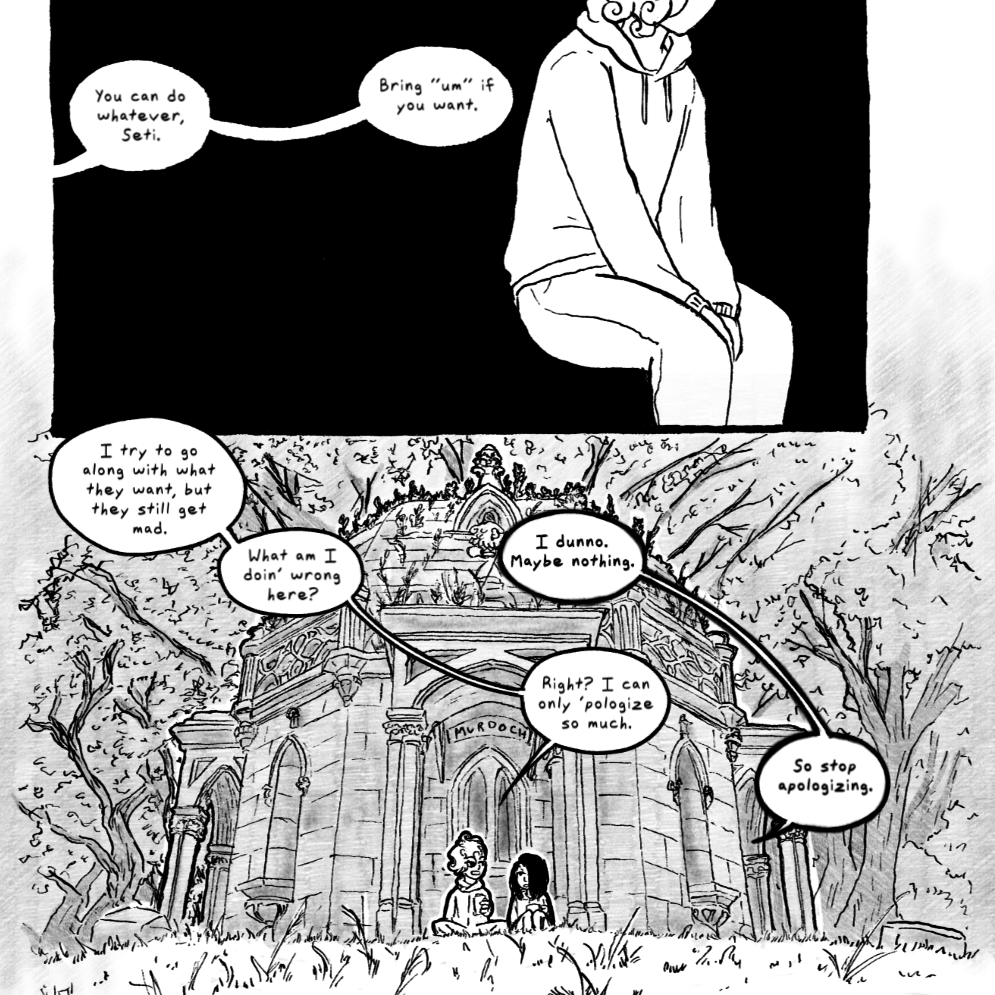 You can do
whatever,
Seti.
Bring "um" if
you want.
I try to go
along with what
they want, but
they still get
mad.
What am I
doin' wrong
here?
I dunno.
Maybe nothing.
Right? I can
only 'pologize
so much.
MURDOCH
So stop
apologizing.